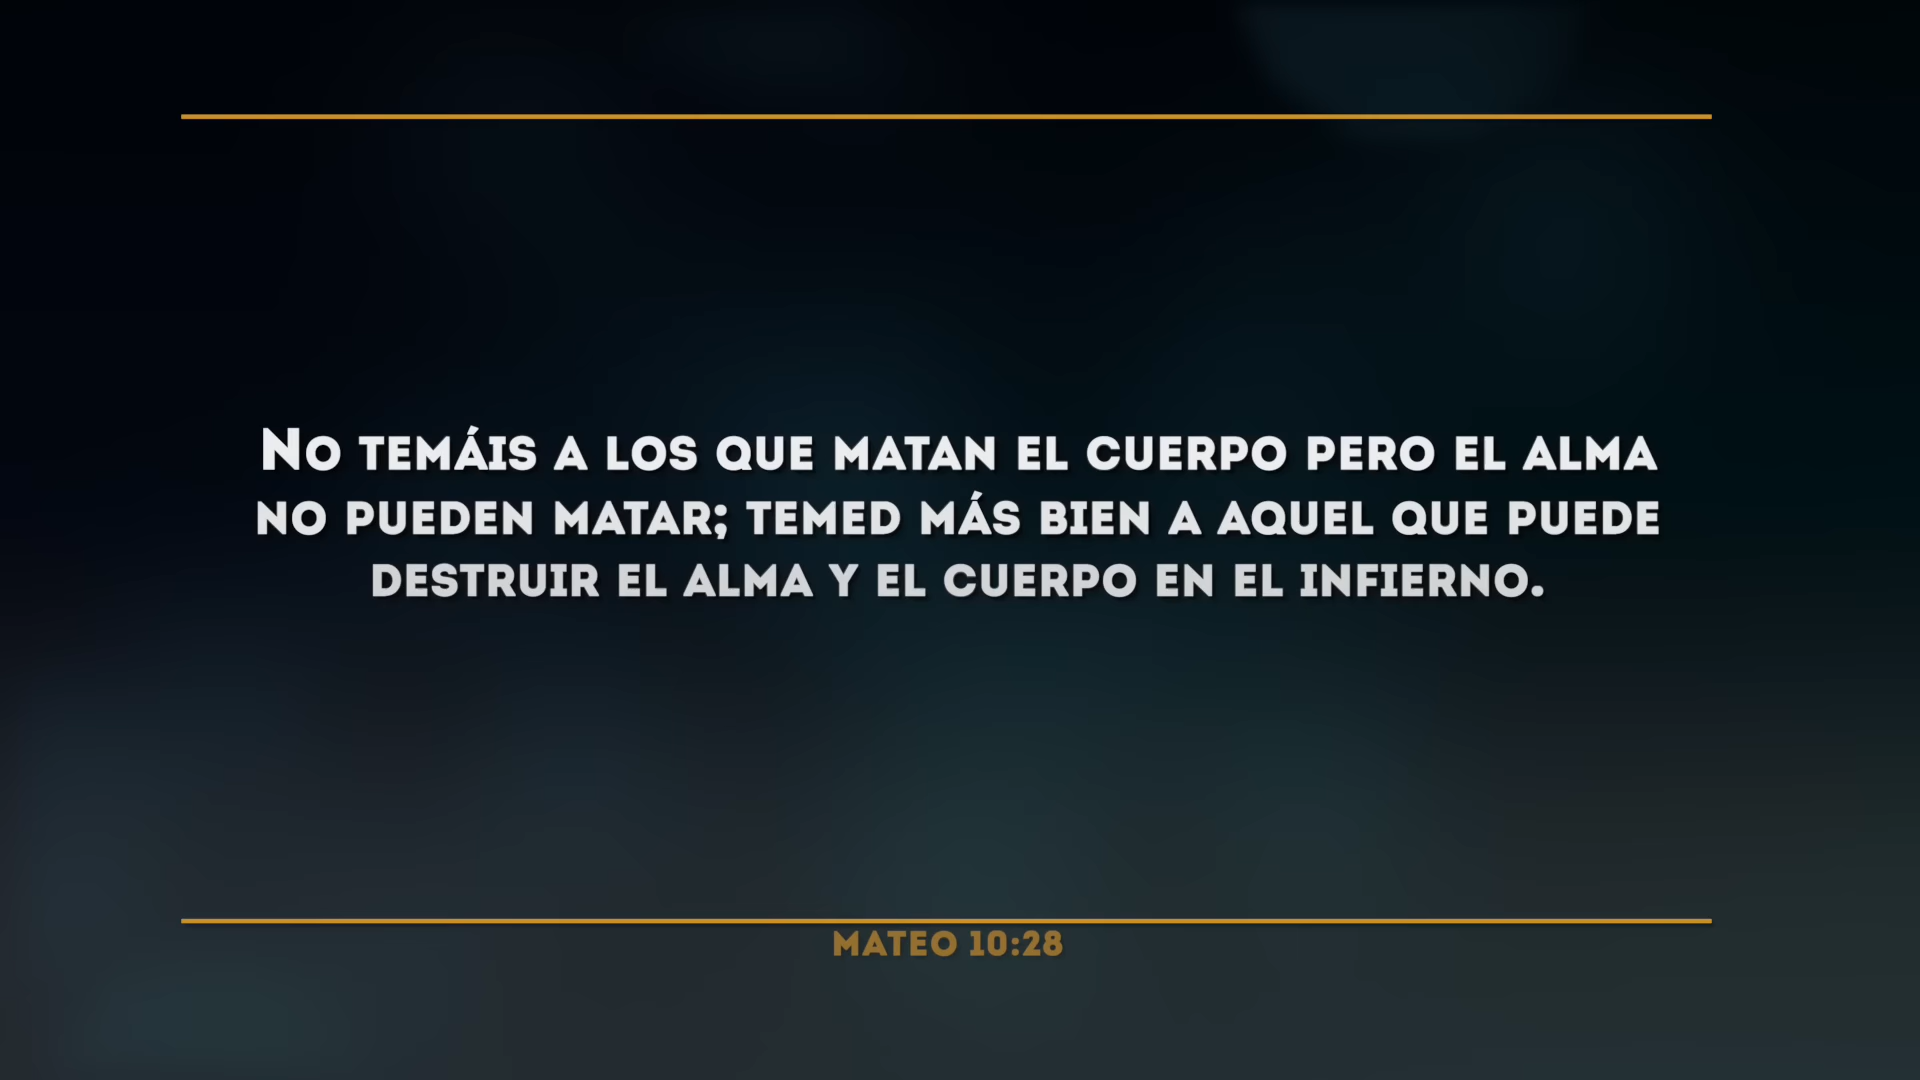 No temáis a los que matan el cuerpo pero el alma
no pueden matar; temed más bien a aquel que puede
destruir el alma y el cuerpo en el infierno.
MATEO 10:28